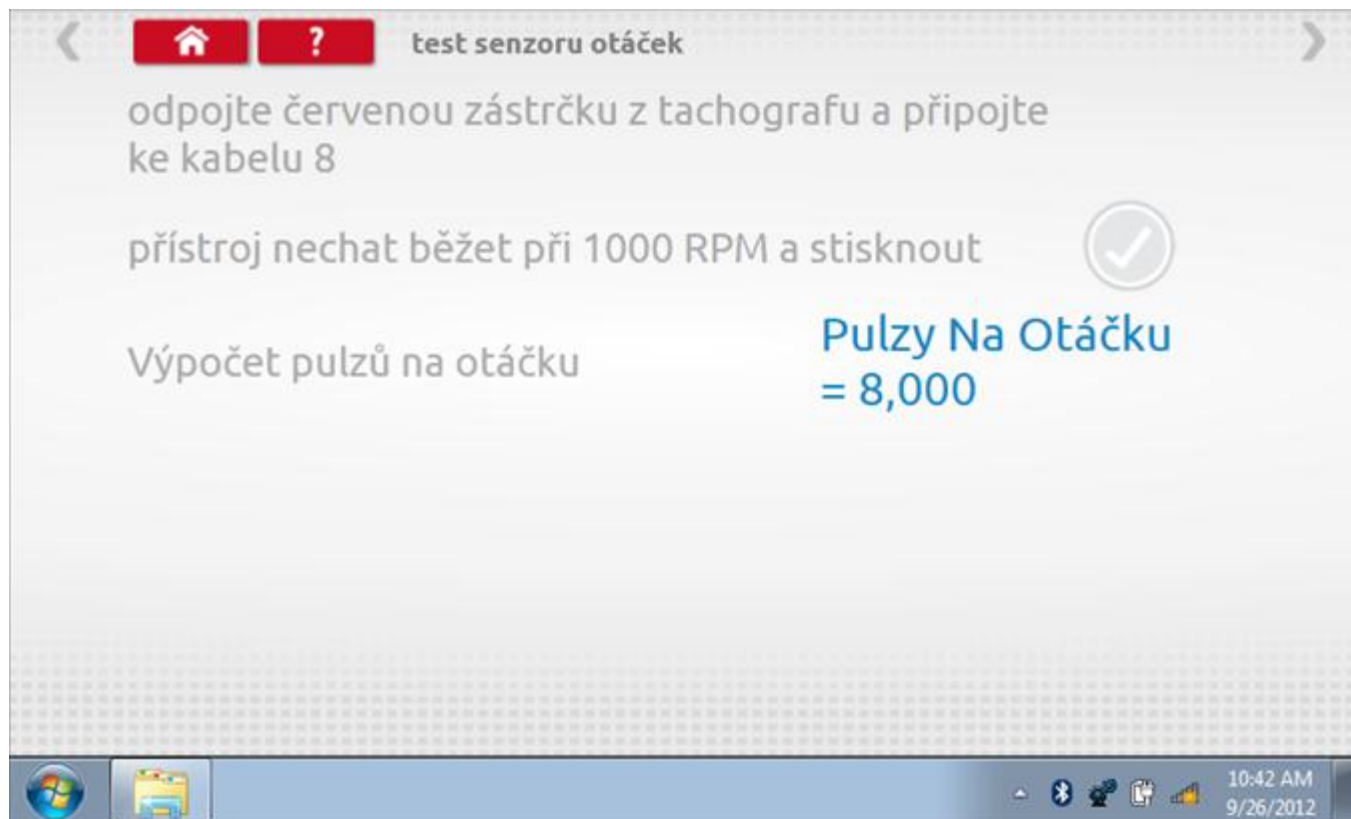 ? test senzoru otáček
odpojte červenou zástrčku z tachografu a připojte
ke kabelu 8
přístroj nechat běžet při 1000 RPM a stisknout
Výpočet pulzů na otáčku
Pulzy Na Otáčku
= 8,000
10:42 AM
9/26/2012